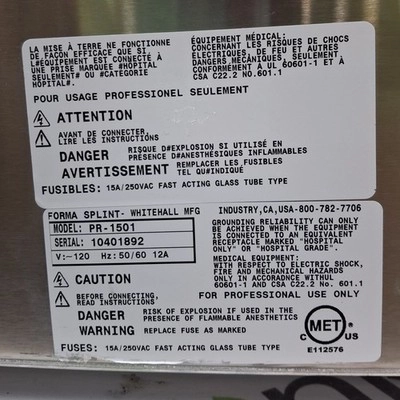 LA MISE À TERRE NE FONCTIONE
DE FAÇON EFFICACE QUE SI
L#ÉQUIPEMENT EST CONNECTÉ À
UNE PRISE MARQUÉE #HÔPITAL
SEULEMENT# OU #CATEGORIE
HÔPITAL#.
ÉQUIPEMENT MÉDICAL:
CONCERNANT LES RISQUES DE CHOCS
ÉLECTRIQUES, DE FEU ET AUTRES
DANGERS MÉCANIQUES, SEULEMENT,
CONFORMÉMENT À UL 60601-1 ET À
CSA C22.2 NO.601.1
POUR USAGE PROFESSIONEL SEULEMENT
ATTENTION
AVANT DE CONNECTER,
LIRE LES INSTRUCTIONS
DANGER RISQUE D#EXPLOSION SI UTILISÉ EN
PRESENCE D#ANESTHÉSIQUES INFLAMMABLES
AVERTISSEMENT REMPLACER LES FUSIBLES
TEL QU#INDIQUÉ
FUSIBLES: 15A/250VAC FAST ACTING GLASS TUBE TYPE
FORMA SPLINT- WHITEHALL MFG
MODEL: PR-1501
SERIAL: 10401892
V:~120 Hz: 50/60 12A
INDUSTRY,CA,USA-800-782-7706
GROUNDING RELIABILITY CAN ONLY
BE ACHIEVED WHEN THE EQUIPMENT
IS CONNECTED TO AN EQUIVALENT
RECEPTACLE MARKED "HOSPITAL
ONLY" OR "HOSPITAL GRADE".
MEDICAL EQUIPMENT:
WITH RESPECT TO ELECTRIC SHOCK,
FIRE AND MECHANICAL HAZARDS
ONLY IN ACCORDANCE WITHUL
60601-1 AND CSA C22.2 No. 601.1
CAUTION
BEFORE CONNECTING,
READ INSTRUCTIONS
FOR PROFESSIONAL USE ONLY
DANGER RISK OF EXPLOSION IF USED IN THE
PRESENCE OF FLAMMABLE ANESTHETICS
WARNING REPLACE FUSE AS MARKED
FUSES: 15A/250VAC FAST ACTING GLASS TUBE TYPE
C MET US
E112576